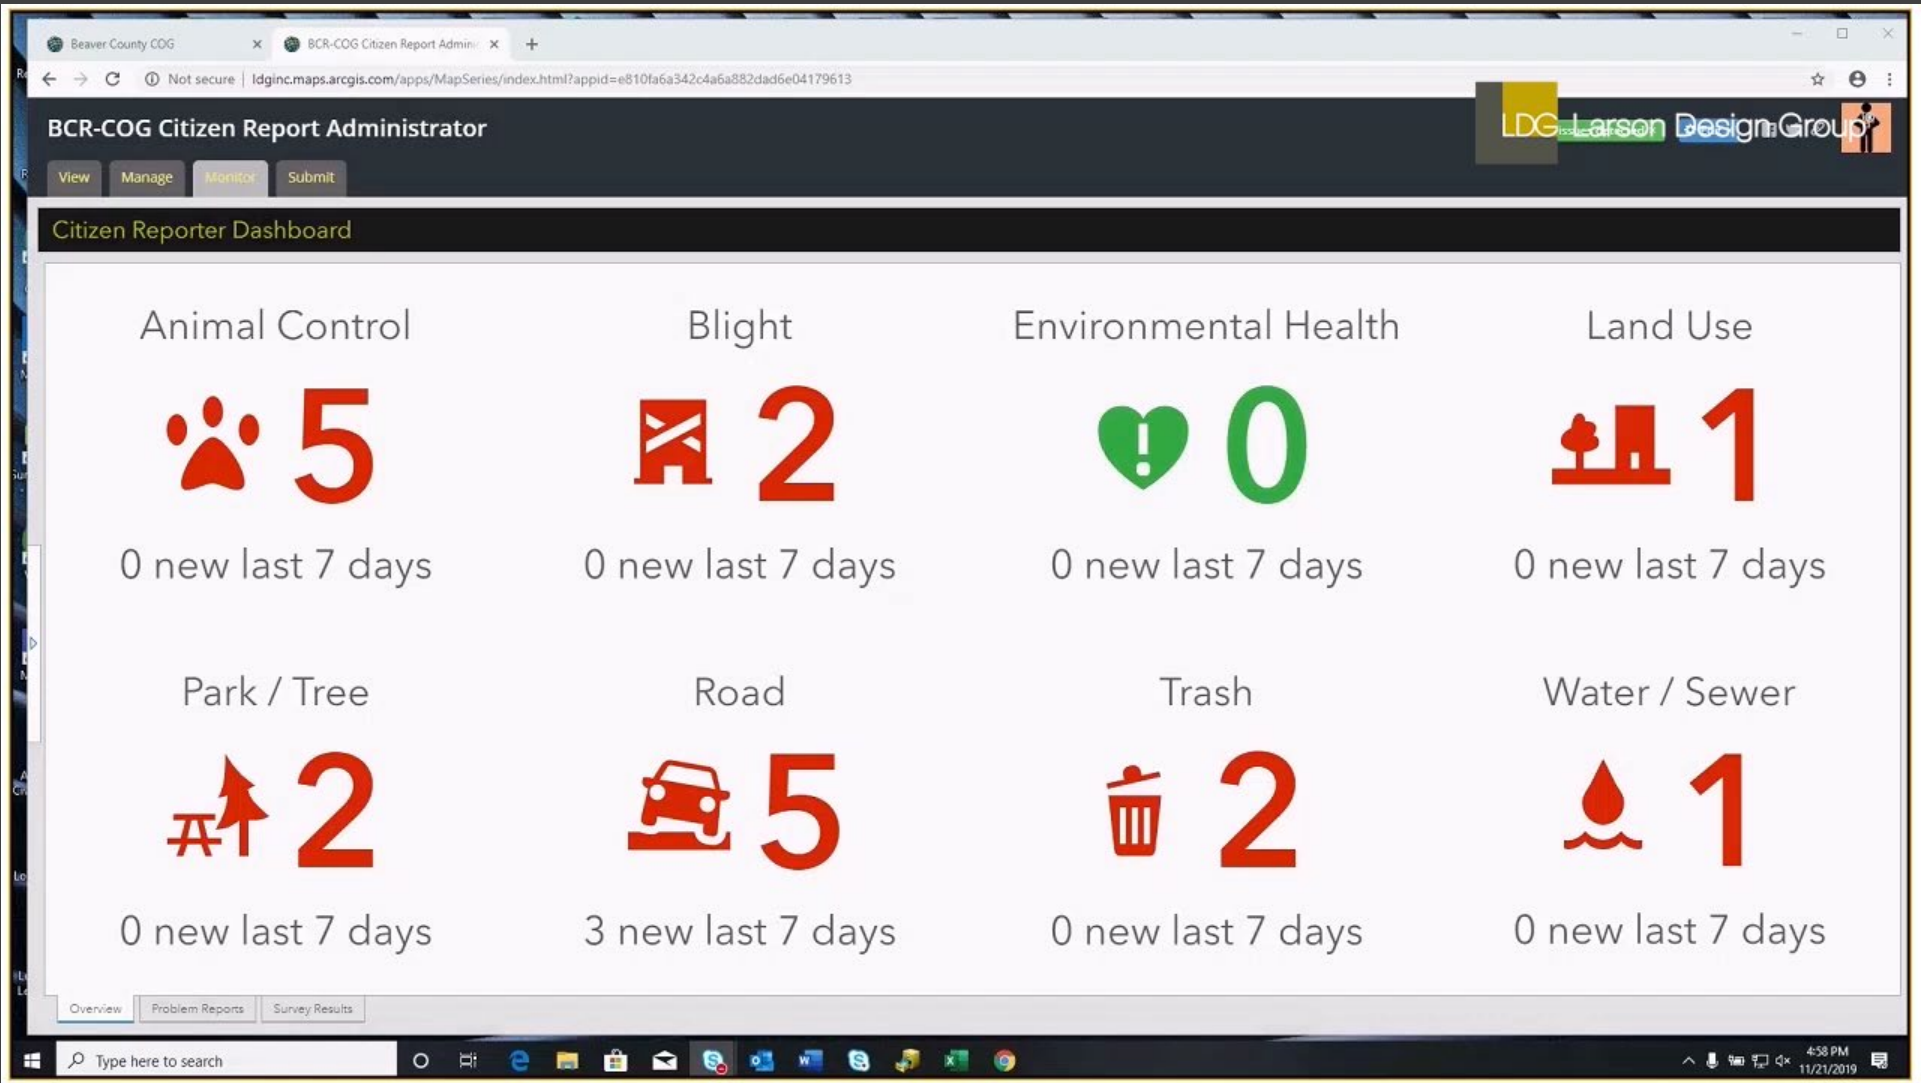 Beaver County COG
BCR-COG Citizen Report Admin
Not secure | ldginc.maps.arcgis.com/apps/MapSeries/index.html?appid=e810fa6a342c4a6a882dad6e04179613
BCR-COG Citizen Report Administrator
LDG Larson Design Group
View Manage Monitor Submit
Citizen Reporter Dashboard
Animal Control Blight Environmental Health Land Use
5 2 0 1
0 new last 7 days 0 new last 7 days 0 new last 7 days 0 new last 7 days
Park / Tree Road Trash Water / Sewer
2 5 2 1
0 new last 7 days 3 new last 7 days 0 new last 7 days 0 new last 7 days
Overview Problem Reports Survey Results
Type here to search
4:58 PM
11/21/2019